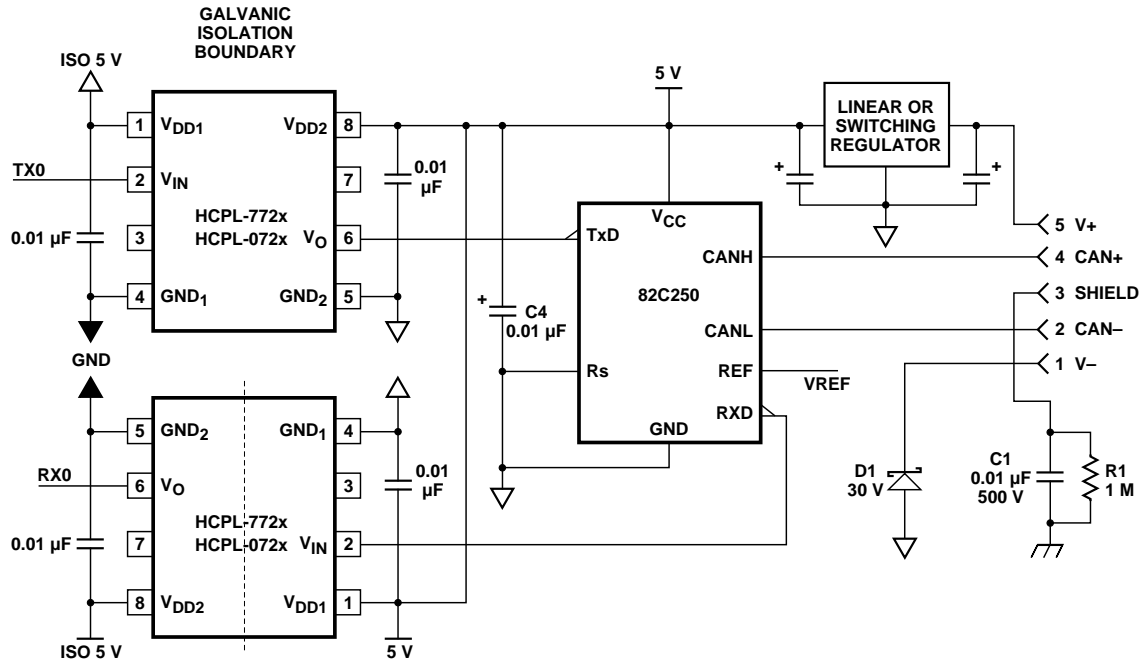 GALVANIC
ISOLATION
BOUNDARY
ISO 5 V
5 V
LINEAR OR
SWITCHING
REGULATOR
1 VDD1
VDD2 8
TX0
2 VIN
7
0.01
µF
+
+
HCPL-772x
HCPL-072x
0.01 µF
3
VO 6
4 GND1
GND2 5
VCC
TxD
CANH
82C250
CANL
Rs
REF
VREF
RXD
GND
+
C4
0.01 µF
5 V+
4 CAN+
3 SHIELD
2 CAN–
1 V–
GND
5 GND2
GND1 4
RX0
6 VO
3
0.01
µF
HCPL-772x
HCPL-072x
0.01 µF
7
VIN 2
8 VDD2
VDD1 1
ISO 5 V
5 V
D1
30 V
C1
0.01 µF
500 V
R1
1 M